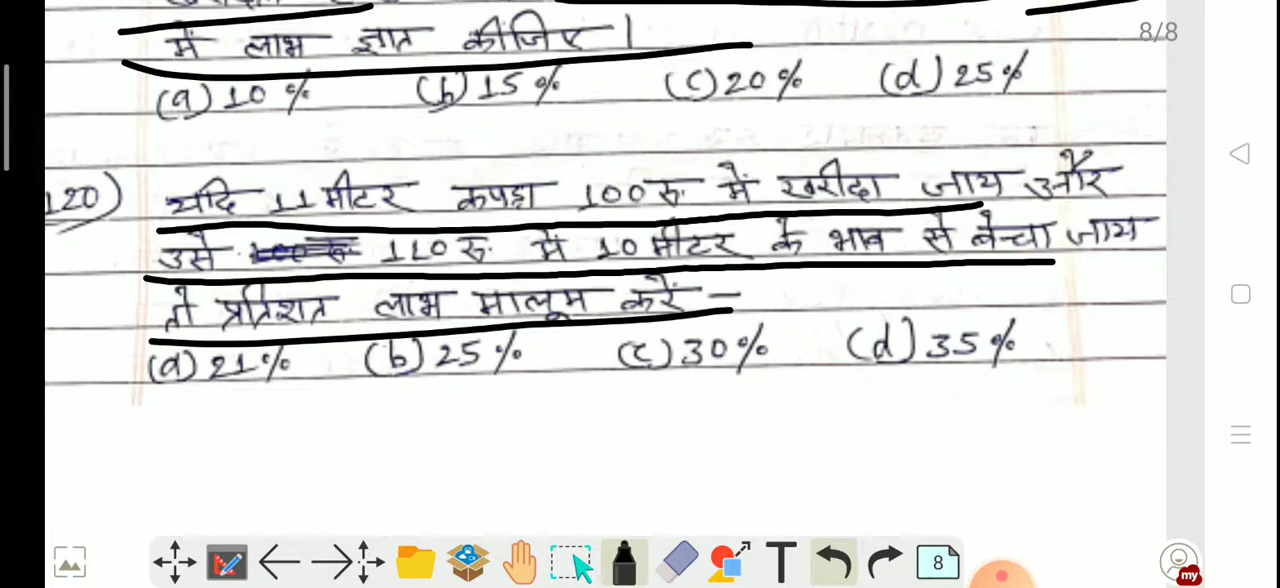 में लाभ ज्ञात कीजिए ।
8/8
(a) 10% (b) 15% (c) 20% (d) 25%
120) यदि 11 मीटर कपड़ा 100 रु. में खरीदा जाय और
उसे 110 रु. में 10 मीटर के भाव से बेचा जाय
तो प्रतिशत लाभ मालूम करें -
(a) 21% (b) 25% (c) 30% (d) 35%
T
8
my